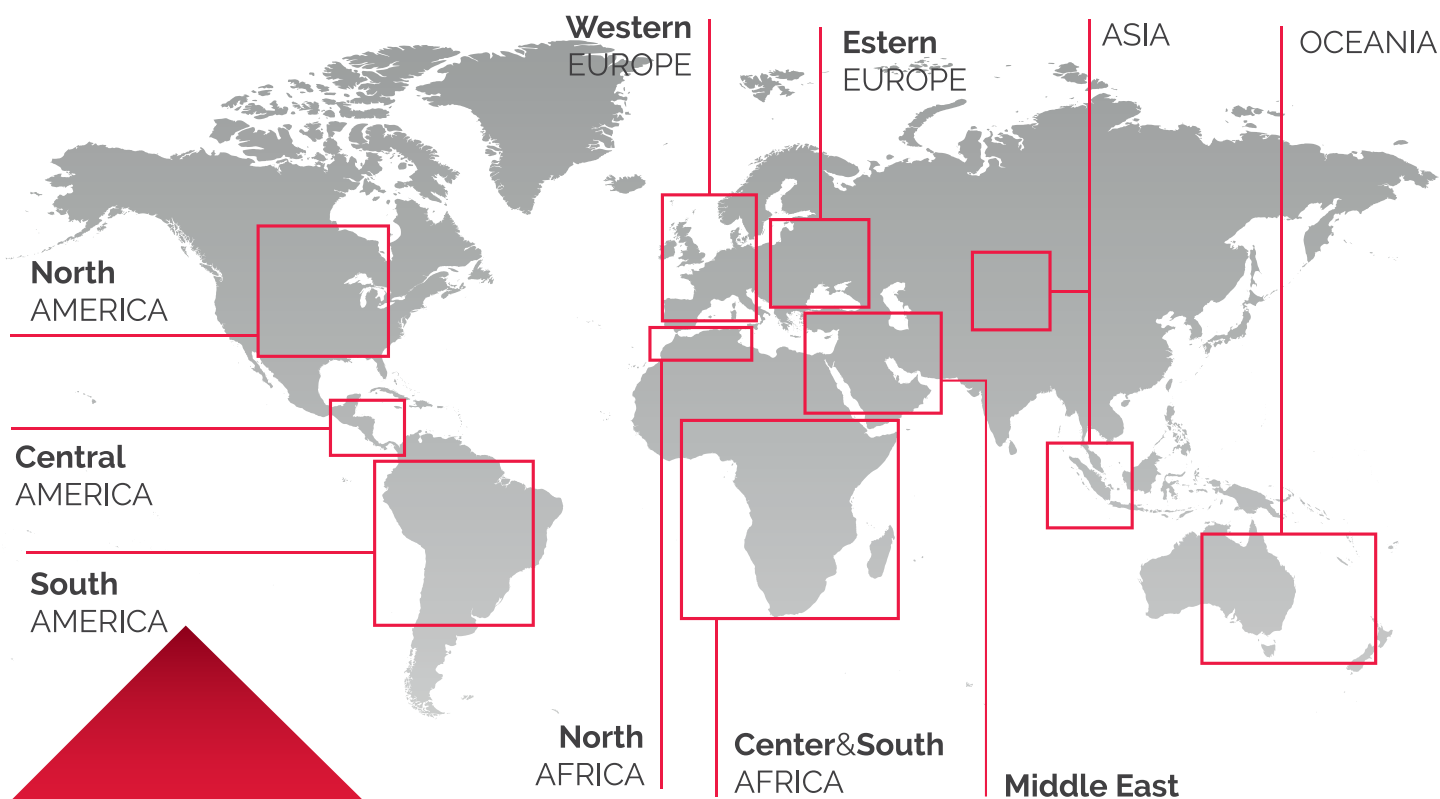 Western
EUROPE
Estern
EUROPE
ASIA
OCEANIA
North
AMERICA
Central
AMERICA
South
AMERICA
North
AFRICA
Center&South
AFRICA
Middle East